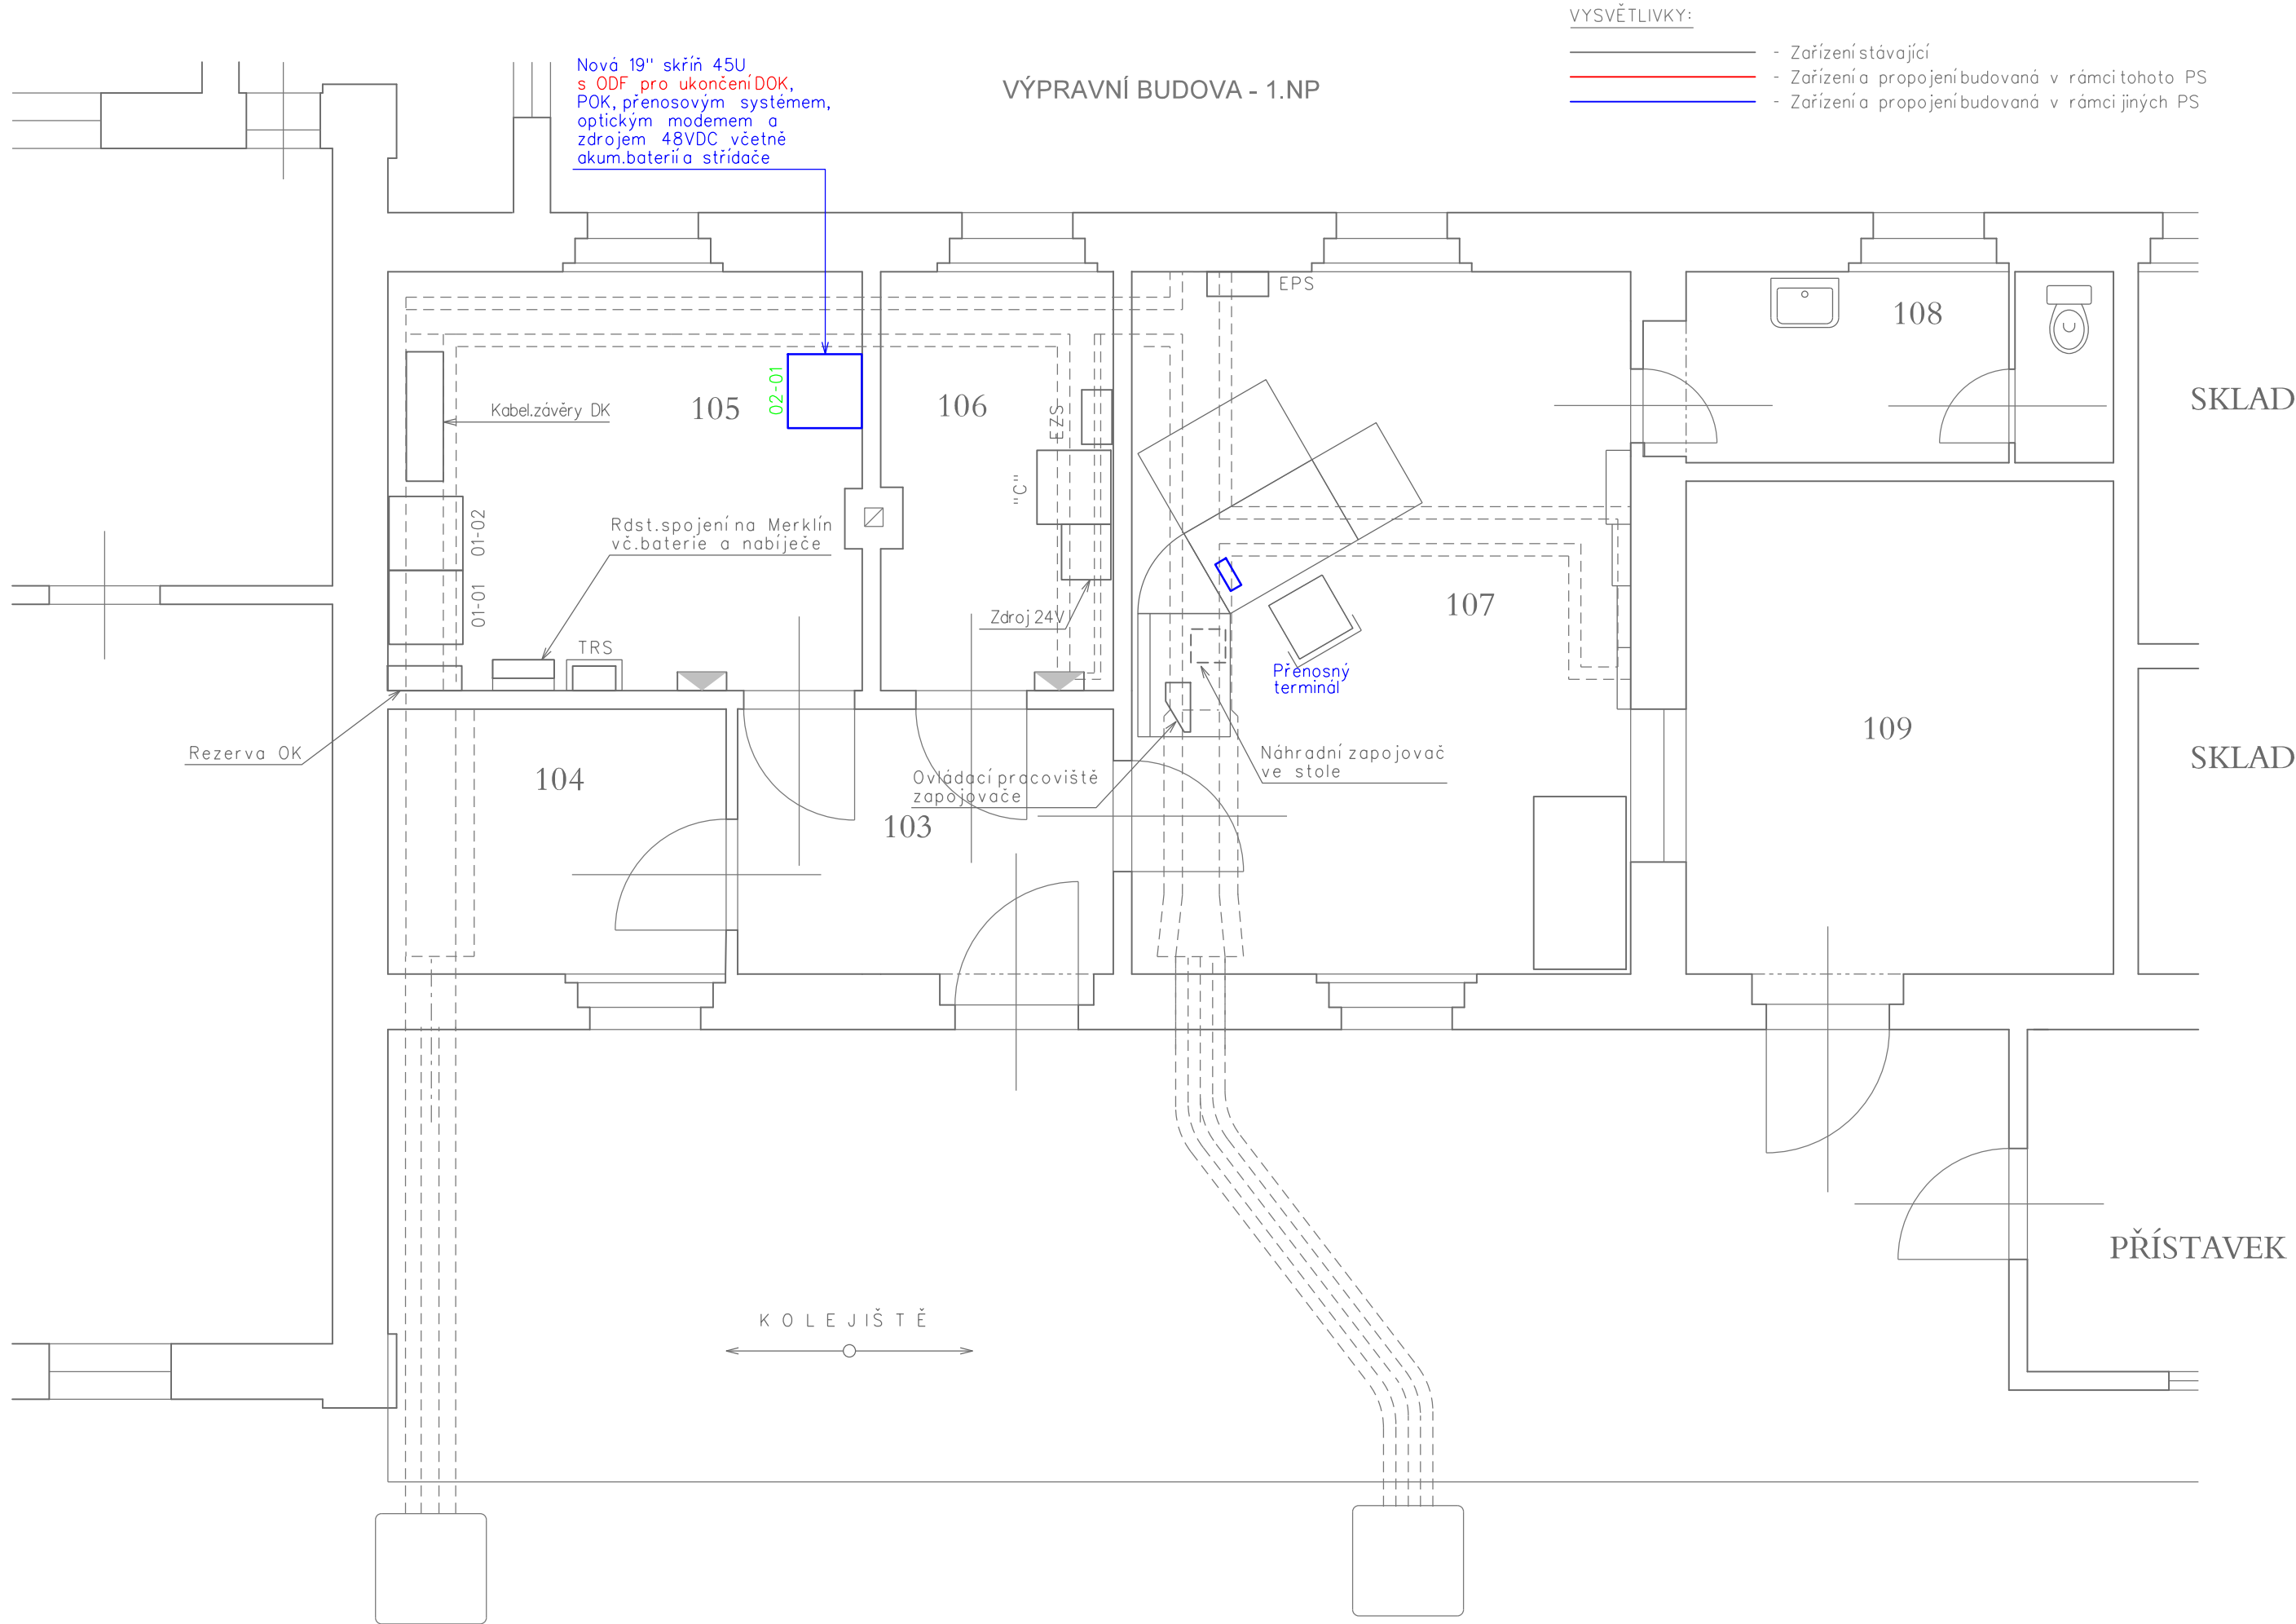 VYSVĚTLIVKY:
- Zařízení stávající
- Zařízení a propojení budovaná v rámci tohoto PS
- Zařízení a propojení budovaná v rámci jiných PS
VÝPRAVNÍ BUDOVA - 1.NP
Nová 19" skříň 45U
s ODF pro ukončení DOK,
POK, přenosovým systémem,
optickým modemem a
zdrojem 48VDC včetně
akum.baterií a střídače
EPS
108
SKLAD
Kabel.závěry DK
105
02-01
106
EZS
"C"
01-02
01-01
Rdst.spojení na Merklín
vč.baterie a nabíječe
TRS
Zdroj 24V
107
Přenosný
terminál
109
SKLAD
Rezerva OK
104
Náhradní zapojovač
ve stole
Ovládací pracoviště
zapojovače
103
PŘÍSTAVEK
KOLEJIŠTĚ